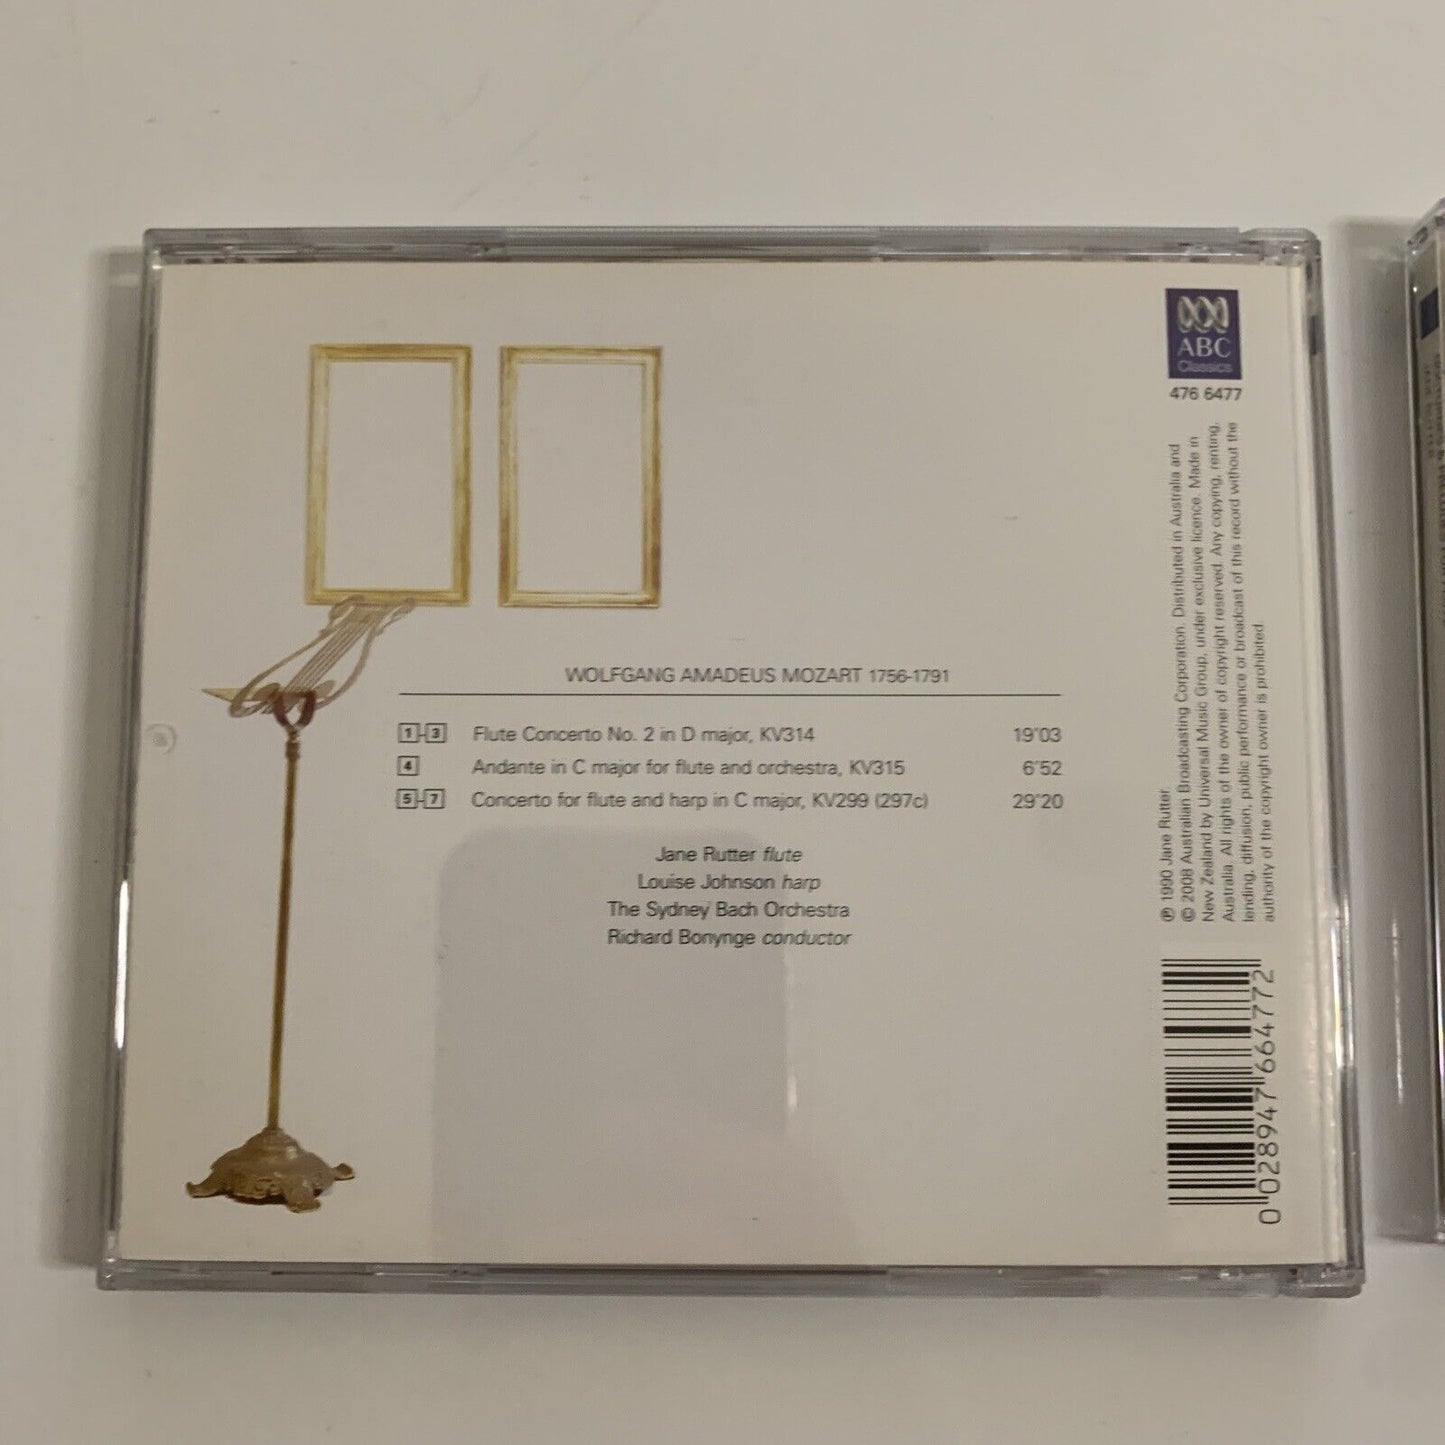 ABC
Classics
476 6477
WOLFGANG AMADEUS MOZART 1756-1791
1-3 Flute Concerto No. 2 in D major, KV314 19'03
4 Andante in C major for flute and orchestra, KV315 6'52
5-7 Concerto for flute and harp in C major, KV299 (297c) 29'20
Jane Rutter flute
Louise Johnson harp
The Sydney Bach Orchestra
Richard Bonynge conductor
℗ 1990 Jane Rutter.
© 2008 Australian Broadcasting Corporation. Distributed in Australia and
New Zealand by Universal Music Group, under exclusive licence. Made in
Australia. All rights of the owner of copyright reserved. Any copying, renting,
lending, diffusion, public performance or broadcast of this record without the
authority of the copyright owner is prohibited.
0 028947 664772